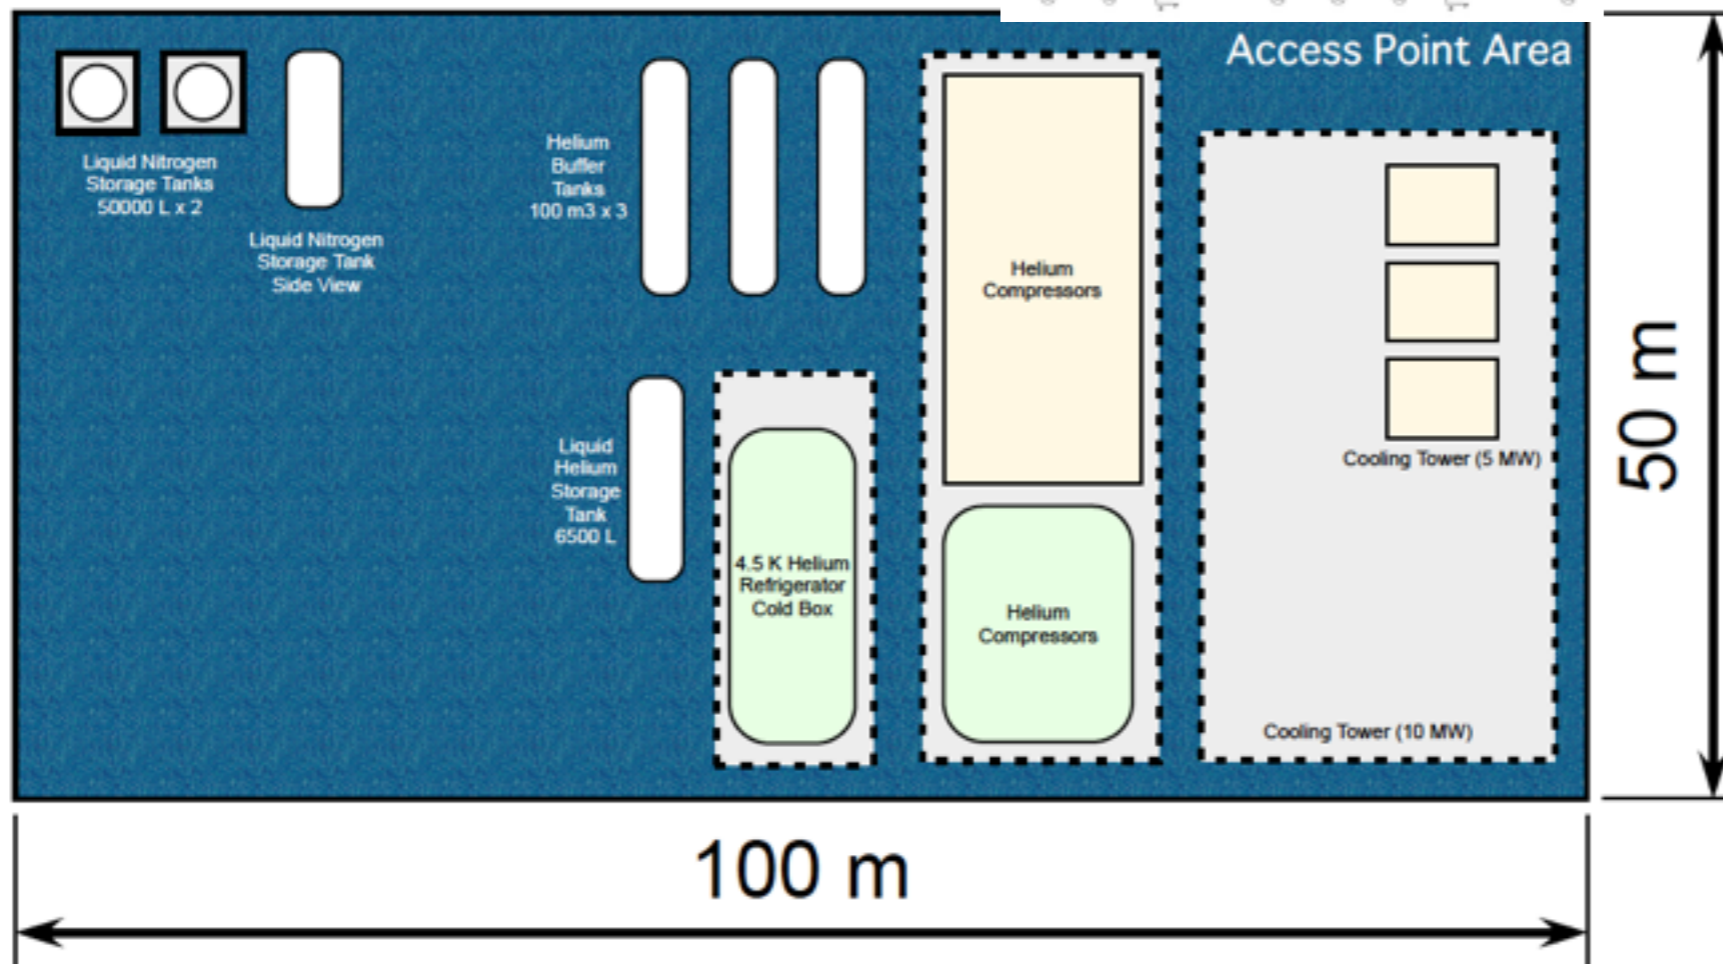 Access Point Area
Liquid Nitrogen
Storage Tanks
50000 L x 2
Liquid Nitrogen
Storage Tank
Side View
Helium
Buffer
Tanks
100 m3 x 3
Helium
Compressors
Cooling Tower (5 MW)
Liquid
Helium
Storage
Tank
6500 L
4.5 K Helium
Refrigerator
Cold Box
Helium
Compressors
Cooling Tower (10 MW)
50 m
100 m